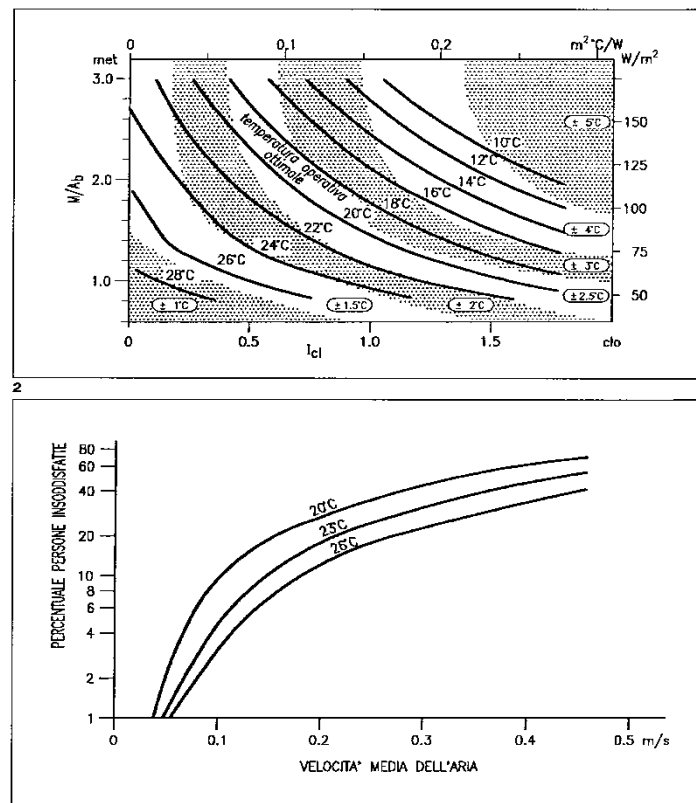 0 0.1 0.2 m² °C/W
met W/m²
3.0
2.0
1.0
M/A_b
150
125
100
75
50
temperatura operativa
ottimale
10°C
12°C
14°C
16°C
18°C
20°C
22°C
24°C
26°C
28°C
± 5°C
± 4°C
± 3°C
± 2.5°C
± 1°C
± 1.5°C
± 2°C
0 0.5 1.0 1.5 clo
I_cl
2
PERCENTUALE PERSONE INSODDISFATTE
80
60
40
20
10
8
6
4
2
1
20°C
23°C
26°C
0 0.1 0.2 0.3 0.4 0.5 m/s
VELOCITA' MEDIA DELL'ARIA